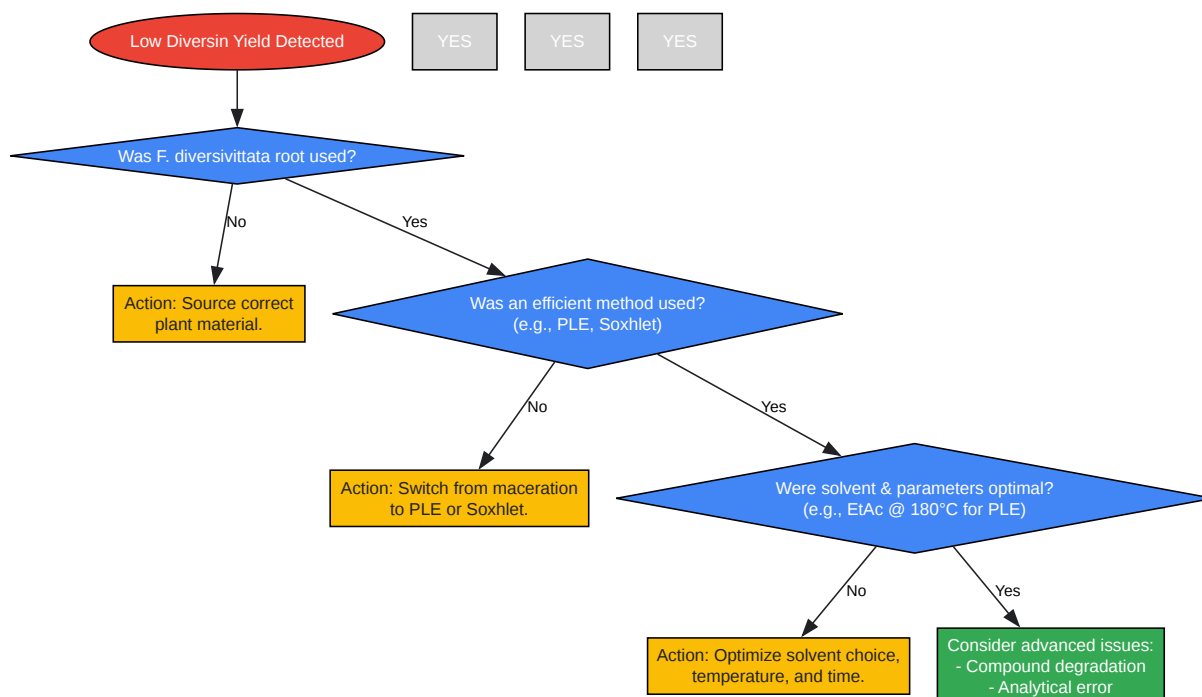 Low Diversin Yield Detected
YES
YES
YES
Was F. diversivittata root used?
No
Yes
Action: Source correct
plant material.
Was an efficient method used?
(e.g., PLE, Soxhlet)
No
Yes
Action: Switch from maceration
to PLE or Soxhlet.
Were solvent & parameters optimal?
(e.g., EtAc @ 180°C for PLE)
No
Yes
Action: Optimize solvent choice,
temperature, and time.
Consider advanced issues:
- Compound degradation
- Analytical error